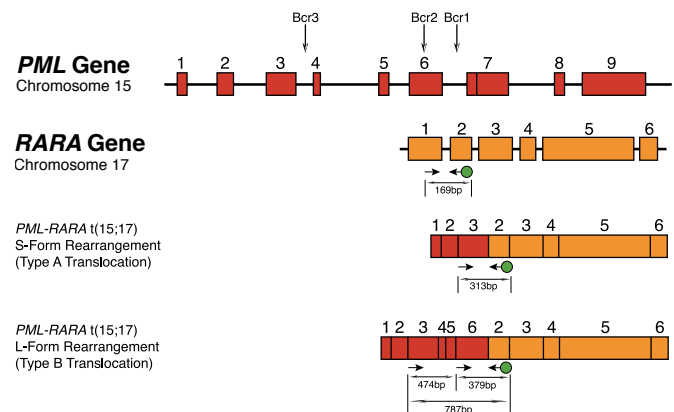 Bcr3 Bcr2 Bcr1
1 2 3 4 5 6 7 8 9
PML Gene
Chromosome 15
1 2 3 4 5 6
RARA Gene
Chromosome 17
169bp
PML-RARA t(15;17)
S-Form Rearrangement
(Type A Translocation)
1 2 3 2 3 4 5 6
313bp
PML-RARA t(15;17)
L-Form Rearrangement
(Type B Translocation)
1 2 3 45 6 2 3 4 5 6
474bp 379bp
787bp